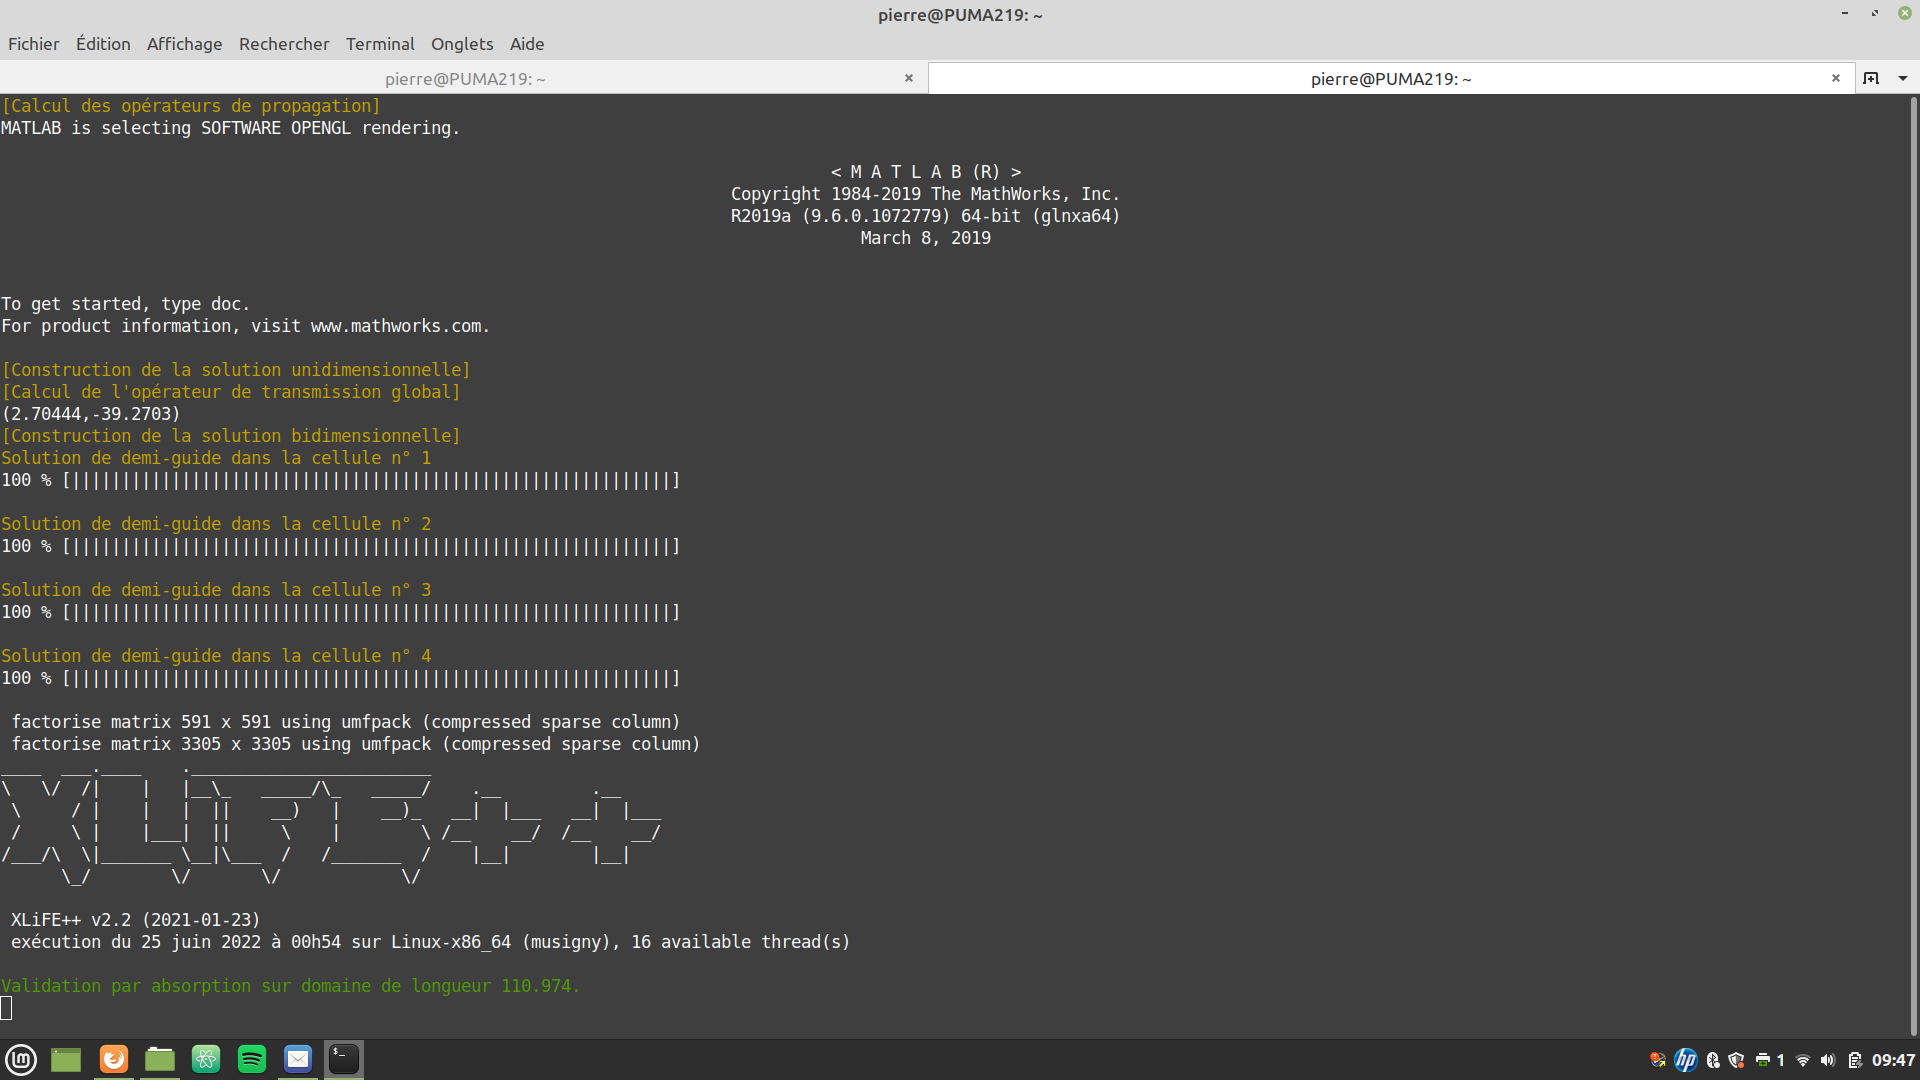 pierre@PUMA219: ~
Fichier Édition Affichage Rechercher Terminal Onglets Aide
pierre@PUMA219: ~
pierre@PUMA219: ~
[Calcul des opérateurs de propagation]
MATLAB is selecting SOFTWARE OPENGL rendering.
< M A T L A B (R) >
Copyright 1984-2019 The MathWorks, Inc.
R2019a (9.6.0.1072779) 64-bit (glnxa64)
March 8, 2019
To get started, type doc.
For product information, visit www.mathworks.com.
[Construction de la solution unidimensionnelle]
[Calcul de l'opérateur de transmission global]
(2.70444,-39.2703)
[Construction de la solution bidimensionnelle]
Solution de demi-guide dans la cellule n° 1
100 % [||||||||||||||||||||||||||||||||||||||||||||||||||||||||||||]
Solution de demi-guide dans la cellule n° 2
100 % [||||||||||||||||||||||||||||||||||||||||||||||||||||||||||||]
Solution de demi-guide dans la cellule n° 3
100 % [||||||||||||||||||||||||||||||||||||||||||||||||||||||||||||]
Solution de demi-guide dans la cellule n° 4
100 % [||||||||||||||||||||||||||||||||||||||||||||||||||||||||||||]
factorise matrix 591 x 591 using umfpack (compressed sparse column)
factorise matrix 3305 x 3305 using umfpack (compressed sparse column)
XLiFE++
XLiFE++ v2.2 (2021-01-23)
exécution du 25 juin 2022 à 00h54 sur Linux-x86_64 (musigny), 16 available thread(s)
Validation par absorption sur domaine de longueur 110.974.
lm
$_
hp
1
09:47